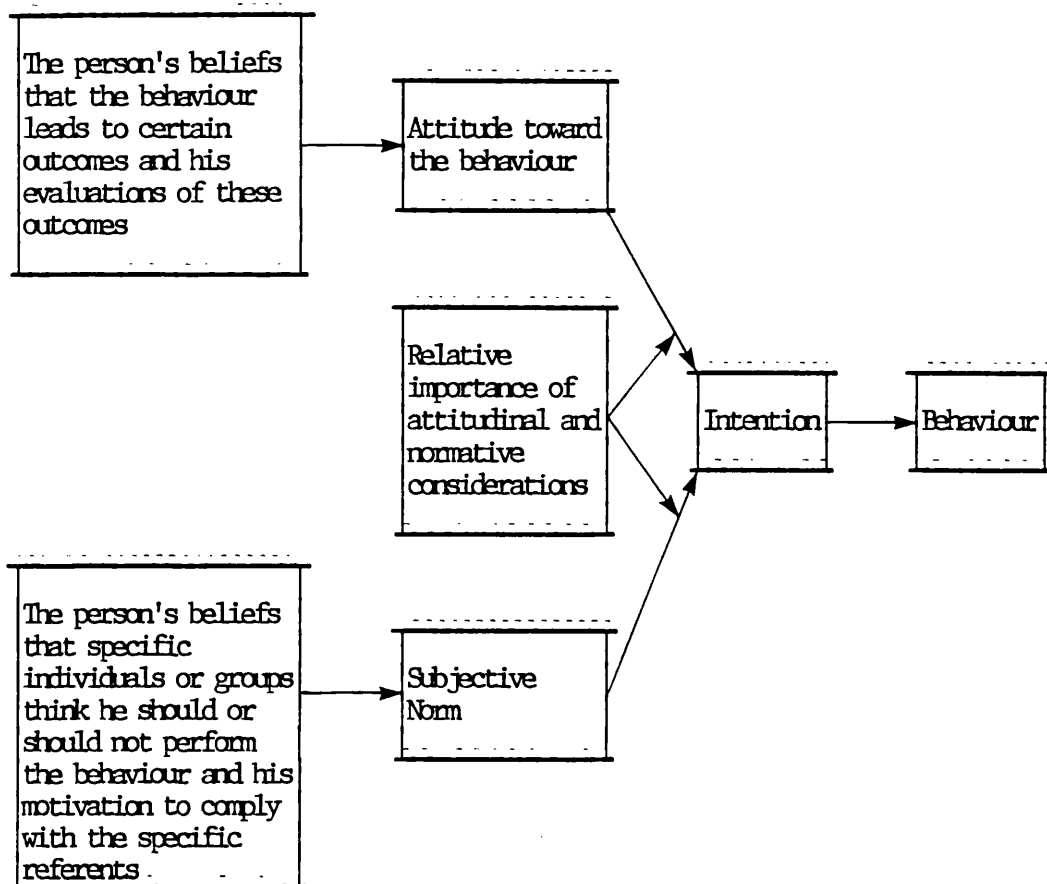 The person's beliefs
that the behaviour
leads to certain
outcomes and his
evaluations of these
outcomes
Attitude toward
the behaviour
Relative
importance of
attitudinal and
normative
considerations
Intention
Behaviour
The person's beliefs
that specific
individuals or groups
think he should or
should not perform
the behaviour and his
motivation to comply
with the specific
referents
Subjective
Norm